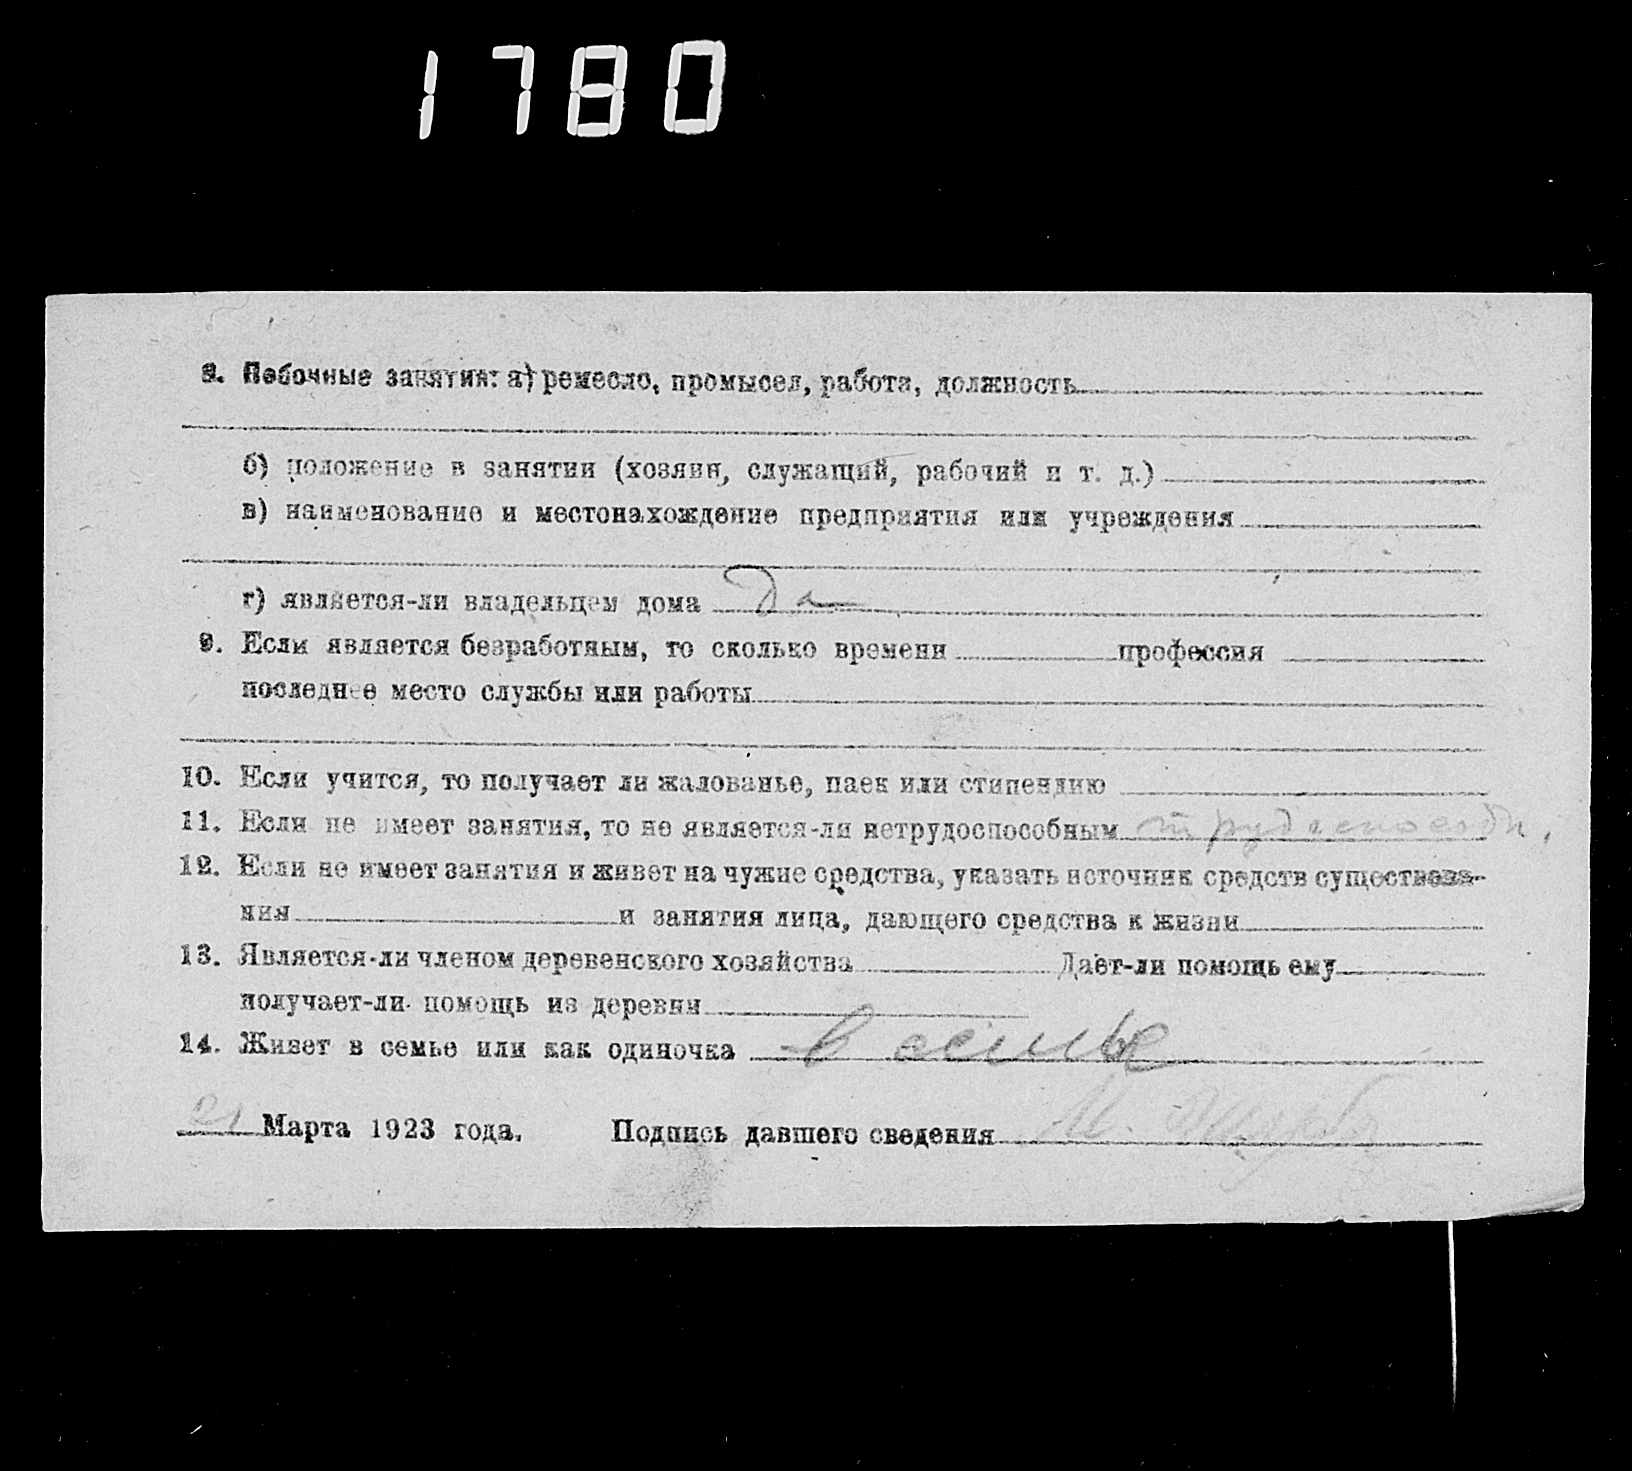 1780
8. Побочные занятия: а) ремесло, промысел, работа, должность
б) положение в занятии (хозяин, служащий, рабочий и т. д.)
в) наименование и местонахождение предприятия или учреждения
г) является-ли владельцем дома Да
9. Если является безработным, то сколько времени профессия
последнее место службы или работы
10. Если учится, то получает ли жалованье, паек или стипендию
11. Если не имеет занятия, то не является-ли нетрудоспособным
12. Если не имеет занятия и живет на чужие средства, указать источник средств существова-
ния и занятия лица, дающего средства к жизни
13. Является-ли членом деревенского хозяйства Дает-ли помощь ему
получает-ли помощь из деревни
14. Живет в семье или как одиночка в семье
21 Марта 1923 года. Подпись давшего сведения